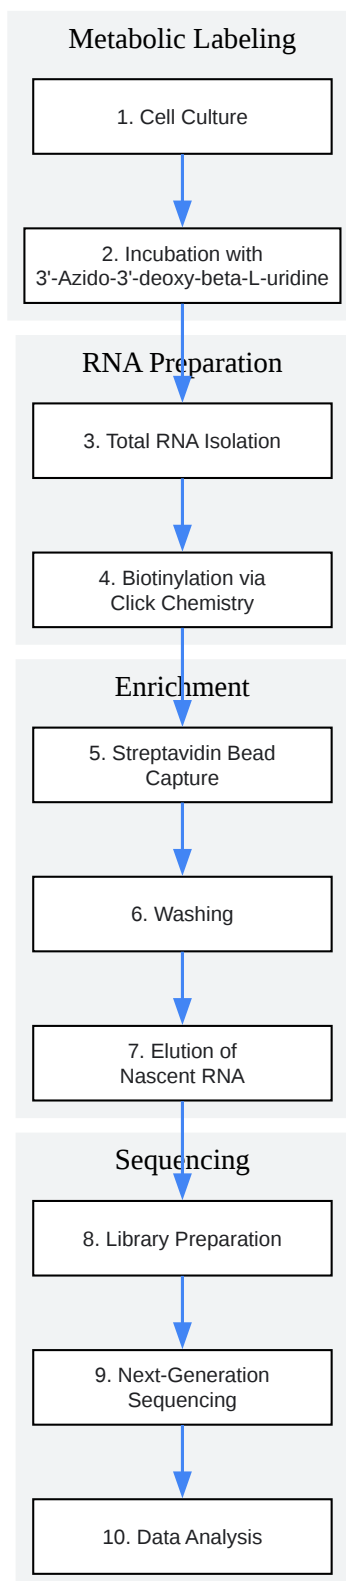 Metabolic Labeling
1. Cell Culture
2. Incubation with
3'-Azido-3'-deoxy-beta-L-uridine
RNA Preparation
3. Total RNA Isolation
4. Biotinylation via
Click Chemistry
Enrichment
5. Streptavidin Bead
Capture
6. Washing
7. Elution of
Nascent RNA
Sequencing
8. Library Preparation
9. Next-Generation
Sequencing
10. Data Analysis